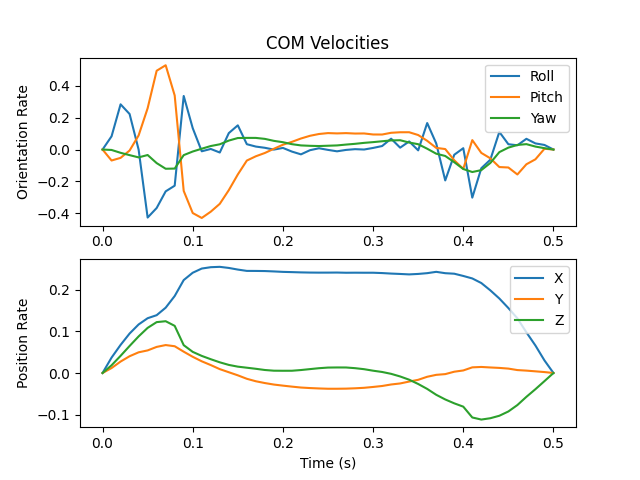 COM Velocities
Orientation Rate
0.4
0.2
0.0
−0.2
−0.4
Roll
Pitch
Yaw
0.0 0.1 0.2 0.3 0.4 0.5
Position Rate
0.2
0.1
0.0
−0.1
X
Y
Z
0.0 0.1 0.2 0.3 0.4 0.5
Time (s)